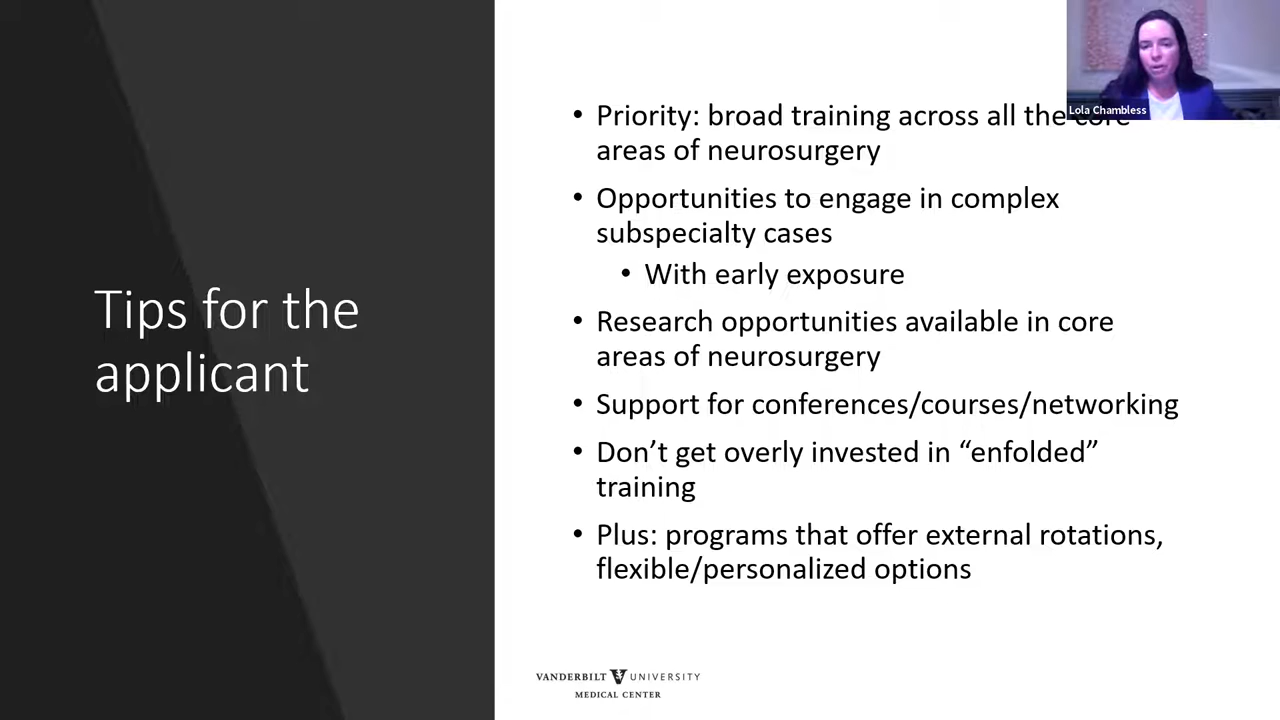 Tips for the
applicant
Lola Chambless
• Priority: broad training across all the core
areas of neurosurgery
• Opportunities to engage in complex
subspecialty cases
• With early exposure
• Research opportunities available in core
areas of neurosurgery
• Support for conferences/courses/networking
• Don’t get overly invested in “enfolded”
training
• Plus: programs that offer external rotations,
flexible/personalized options
VANDERBILT V UNIVERSITY
MEDICAL CENTER